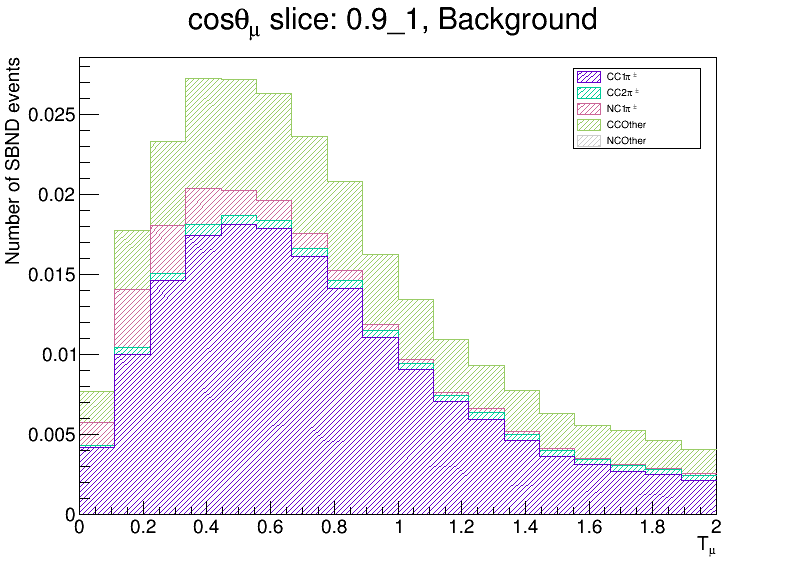 cosθμ slice: 0.9_1, Background
Number of SBND events
CC1π ±
CC2π ±
NC1π ±
CCOther
NCOther
0.025
0.02
0.015
0.01
0.005
0
0 0.2 0.4 0.6 0.8 1 1.2 1.4 1.6 1.8 2
Tμ